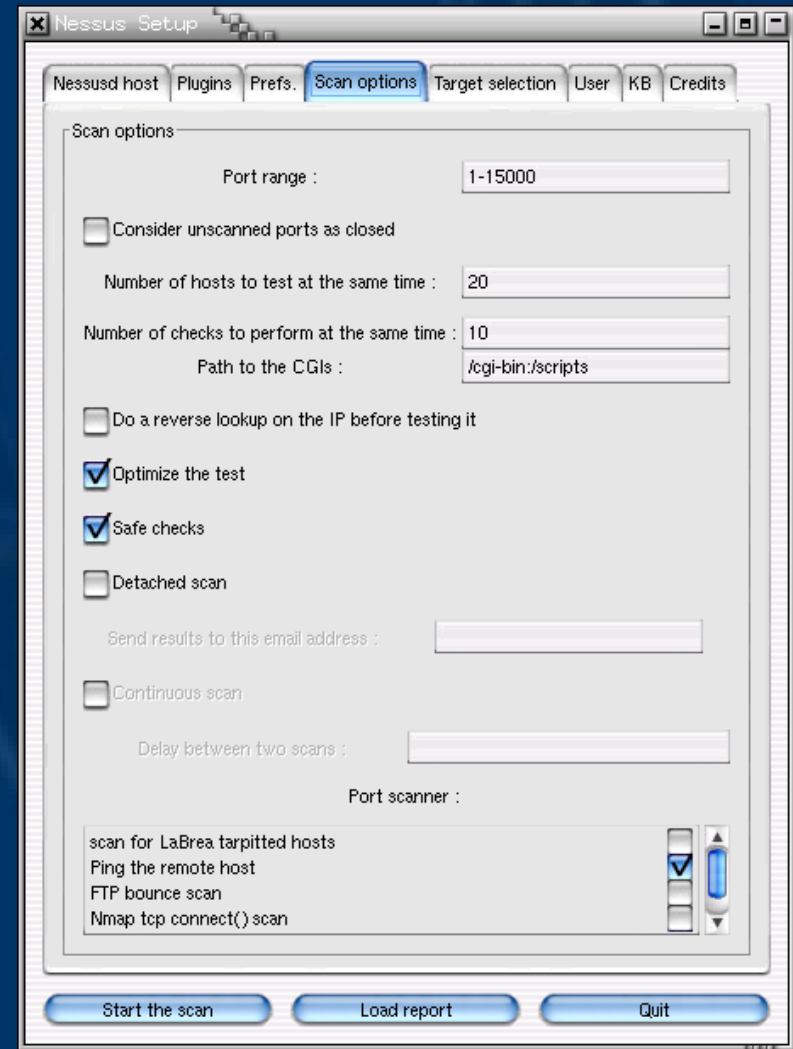 Nessus Setup
Nessusd host Plugins Prefs. Scan options Target selection User KB Credits
Scan options
Port range : 1-15000
Consider unscanned ports as closed
Number of hosts to test at the same time : 20
Number of checks to perform at the same time : 10
Path to the CGIs : /cgi-bin:/scripts
Do a reverse lookup on the IP before testing it
Optimize the test
Safe checks
Detached scan
Send results to this email address :
Continuous scan
Delay between two scans :
Port scanner :
scan for LaBrea tarpitted hosts
Ping the remote host
FTP bounce scan
Nmap tcp connect() scan
Start the scan Load report Quit